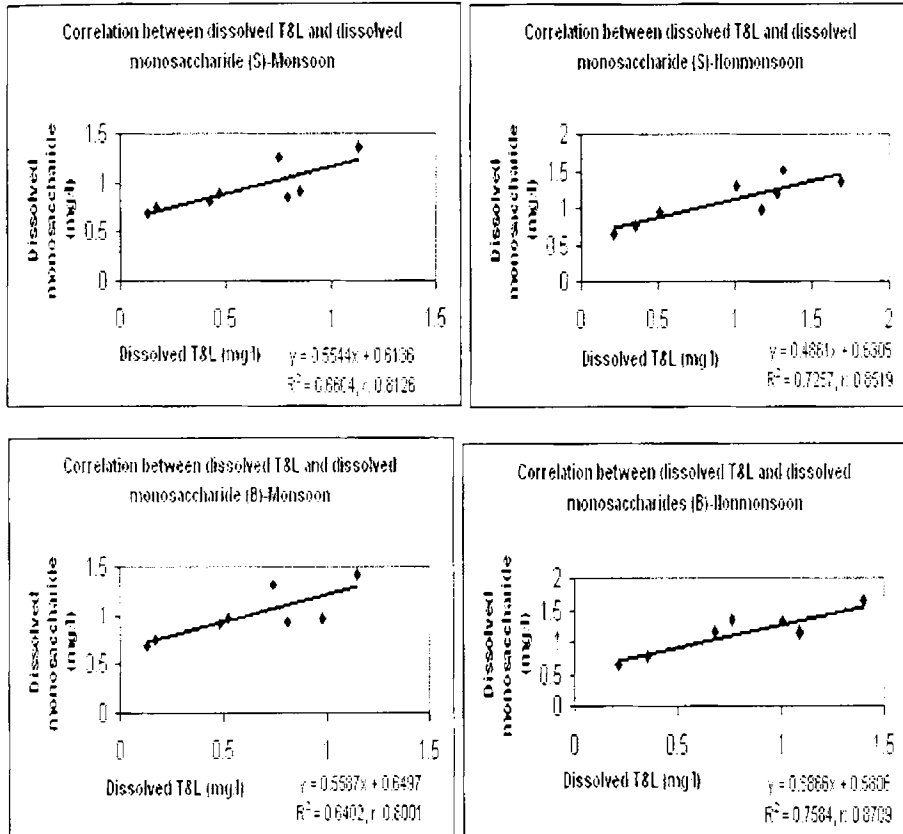 Correlation between dissolved T&L and dissolved
monosaccharide (S)-Monsoon
Dissolved
monosaccharide
(mg/l)
1.5
1
0.5
0
0 0.5 1 1.5
Dissolved T&L (mg/l)
y = 0.5544x + 0.6136
R² = 0.6604, r: 0.8126
Correlation between dissolved T&L and dissolved
monosaccharide (S)-Nonmonsoon
Dissolved
monosaccharide
(mg/l)
2
1.5
1
0.5
0
0 0.5 1 1.5 2
Dissolved T&L (mg/l)
y = 0.4861x + 0.6305
R² = 0.7257, r: 0.8519
Correlation between dissolved T&L and dissolved
monosaccharide (B)-Monsoon
Dissolved
monosaccharide
(mg/l)
1.5
1
0.5
0
0 0.5 1 1.5
Dissolved T&L (mg/l)
y = 0.5587x + 0.6497
R² = 0.6402, r: 0.8001
Correlation between dissolved T&L and dissolved
monosaccharides (B)-Nonmonsoon
Dissolved
monosaccharide
(mg/l)
2
1.5
1
0.5
0
0 0.5 1 1.5
Dissolved T&L (mg/l)
+
R² = 0.7584, r: 0.8709